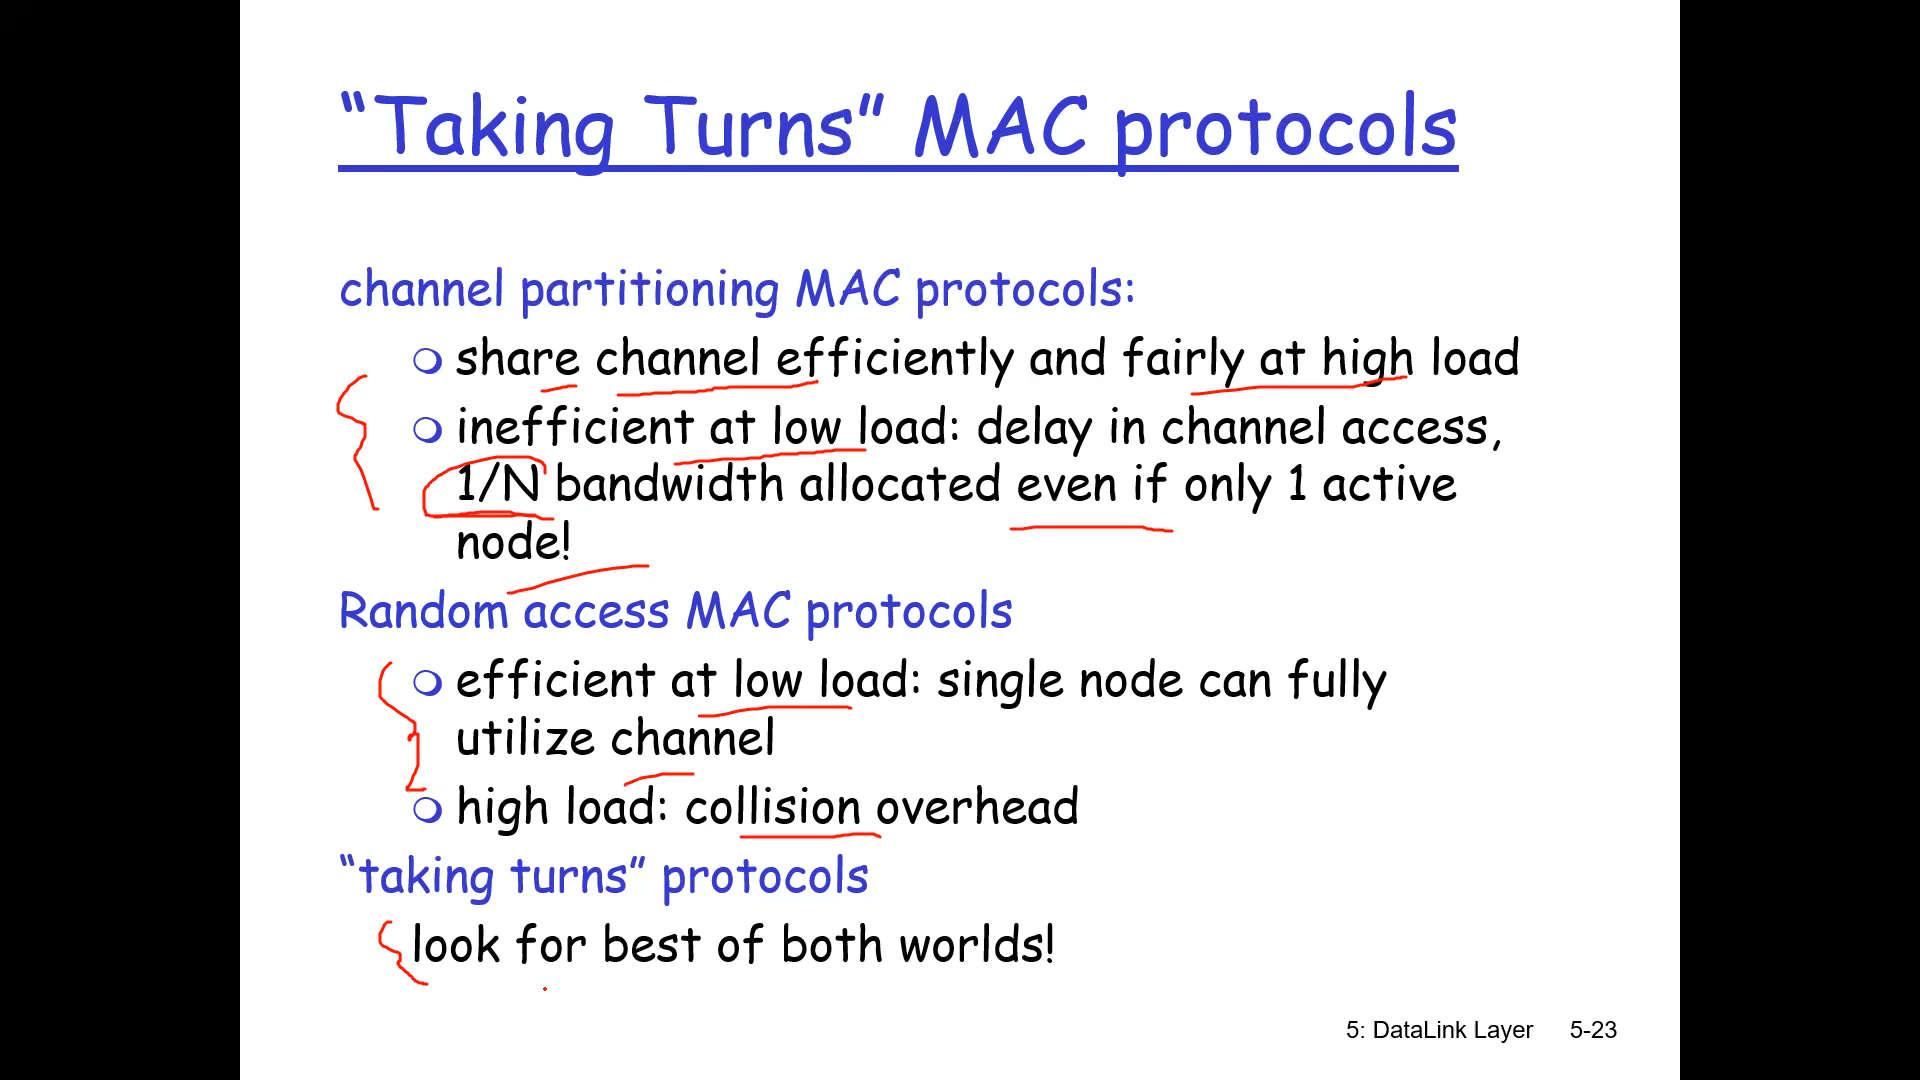 “Taking Turns” MAC protocols
channel partitioning MAC protocols:
share channel efficiently and fairly at high load
inefficient at low load: delay in channel access,
1/N bandwidth allocated even if only 1 active
node!
Random access MAC protocols
efficient at low load: single node can fully
utilize channel
high load: collision overhead
“taking turns” protocols
look for best of both worlds!
5: DataLink Layer 5-23